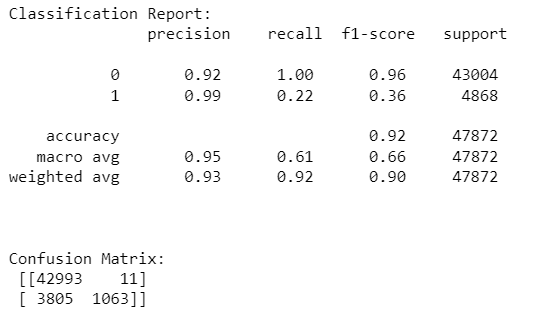 Classification Report:
precision recall f1-score support
0 0.92 1.00 0.96 43004
1 0.99 0.22 0.36 4868
accuracy 0.92 47872
macro avg 0.95 0.61 0.66 47872
weighted avg 0.93 0.92 0.90 47872
Confusion Matrix:
[[42993 11]
[ 3805 1063]]